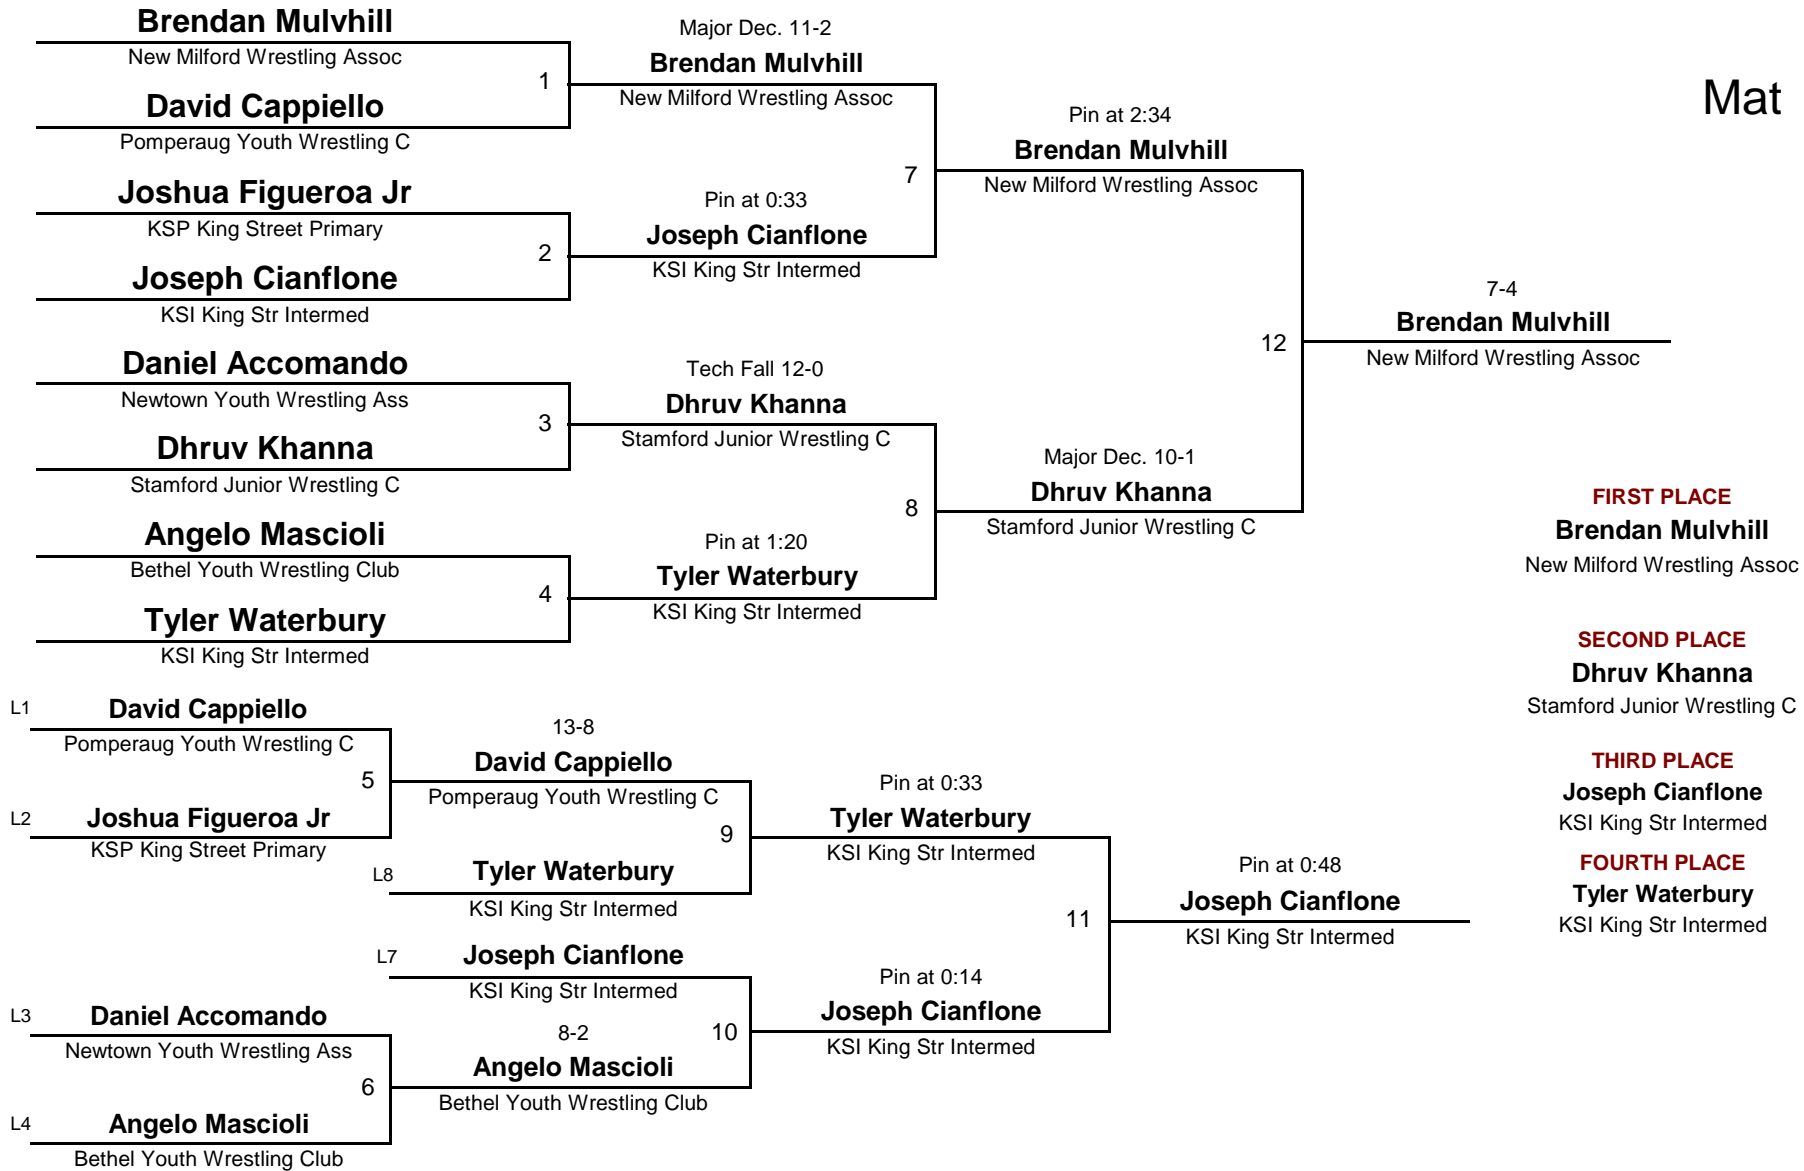 Brendan Mulvhill
New Milford Wrestling Assoc
1
David Cappiello
Pomperaug Youth Wrestling C
Joshua Figueroa Jr
KSP King Street Primary
2
Joseph Cianflone
KSI King Str Intermed
Daniel Accomando
Newtown Youth Wrestling Ass
3
Dhruv Khanna
Stamford Junior Wrestling C
Angelo Mascioli
Bethel Youth Wrestling Club
4
Tyler Waterbury
KSI King Str Intermed
Major Dec. 11-2
Brendan Mulvhill
New Milford Wrestling Assoc
7
Pin at 0:33
Joseph Cianflone
KSI King Str Intermed
Tech Fall 12-0
Dhruv Khanna
Stamford Junior Wrestling C
8
Pin at 1:20
Tyler Waterbury
KSI King Str Intermed
Pin at 2:34
Brendan Mulvhill
New Milford Wrestling Assoc
12
Major Dec. 10-1
Dhruv Khanna
Stamford Junior Wrestling C
7-4
Brendan Mulvhill
New Milford Wrestling Assoc
Mat
L1 David Cappiello
Pomperaug Youth Wrestling C
5
L2 Joshua Figueroa Jr
KSP King Street Primary
L3 Daniel Accomando
Newtown Youth Wrestling Ass
6
L4 Angelo Mascioli
Bethel Youth Wrestling Club
13-8
David Cappiello
Pomperaug Youth Wrestling C
9
L8 Tyler Waterbury
KSI King Str Intermed
L7 Joseph Cianflone
KSI King Str Intermed
8-2
10
Angelo Mascioli
Bethel Youth Wrestling Club
Pin at 0:33
Tyler Waterbury
KSI King Str Intermed
11
Pin at 0:14
Joseph Cianflone
KSI King Str Intermed
Pin at 0:48
Joseph Cianflone
KSI King Str Intermed
FIRST PLACE
Brendan Mulvhill
New Milford Wrestling Assoc
SECOND PLACE
Dhruv Khanna
Stamford Junior Wrestling C
THIRD PLACE
Joseph Cianflone
KSI King Str Intermed
FOURTH PLACE
Tyler Waterbury
KSI King Str Intermed